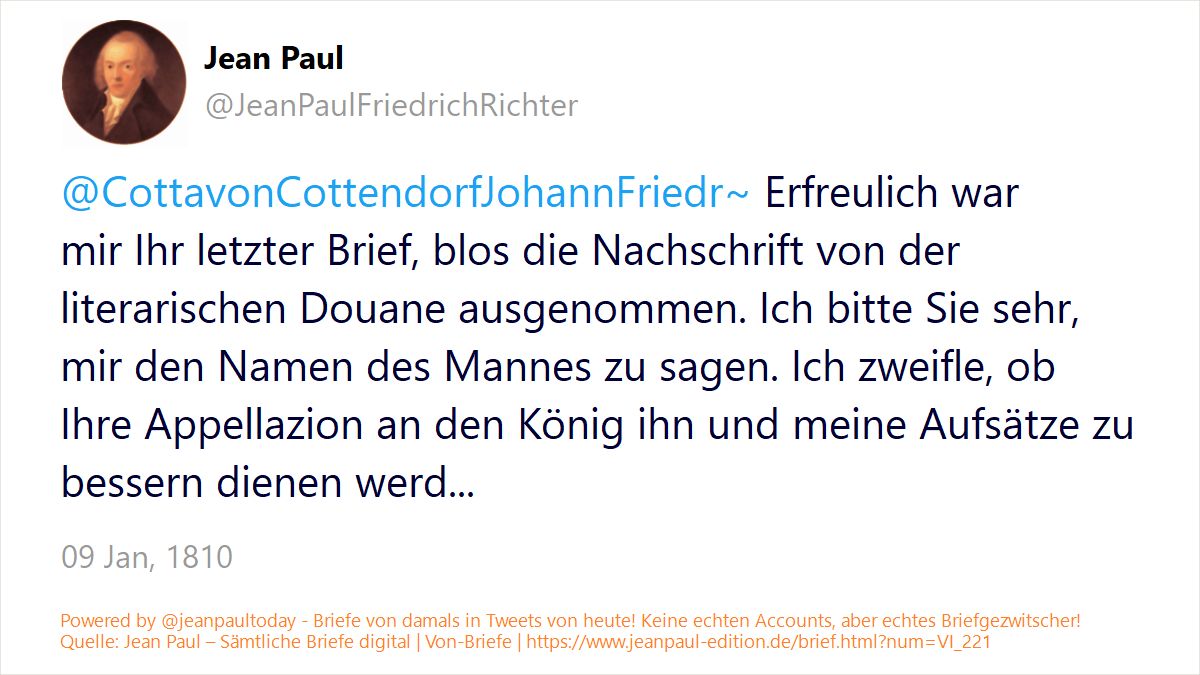 Jean Paul
@JeanPaulFriedrichRichter
@CottavonCottendorfJohannFriedr~ Erfreulich war
mir Ihr letzter Brief, blos die Nachschrift von der
literarischen Douane ausgenommen. Ich bitte Sie sehr,
mir den Namen des Mannes zu sagen. Ich zweifle, ob
Ihre Appellazion an den König ihn und meine Aufsätze zu
bessern dienen werd...
09 Jan, 1810
Powered by @jeanpaultoday - Briefe von damals in Tweets von heute! Keine echten Accounts, aber echtes Briefgezwitscher!
Quelle: Jean Paul – Sämtliche Briefe digital | Von-Briefe | https://www.jeanpaul-edition.de/brief.html?num=VI_221